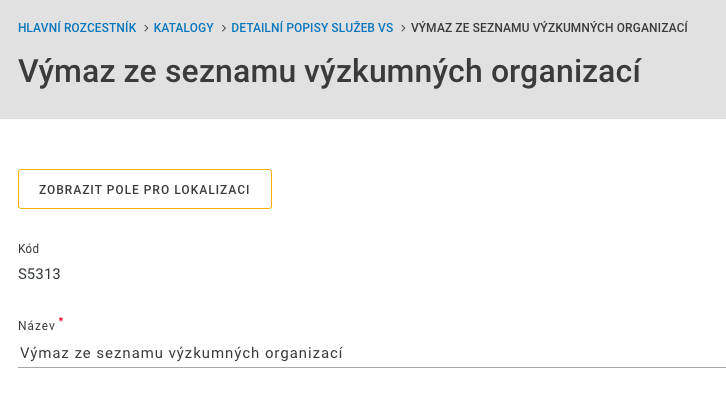 HLAVNÍ ROZCESTNÍK > KATALOGY > DETAILNÍ POPISY SLUŽEB VS > VÝMAZ ZE SEZNAMU VÝZKUMNÝCH ORGANIZACÍ
Výmaz ze seznamu výzkumných organizací
ZOBRAZIT POLE PRO LOKALIZACI
Kód
S5313
Název *
Výmaz ze seznamu výzkumných organizací